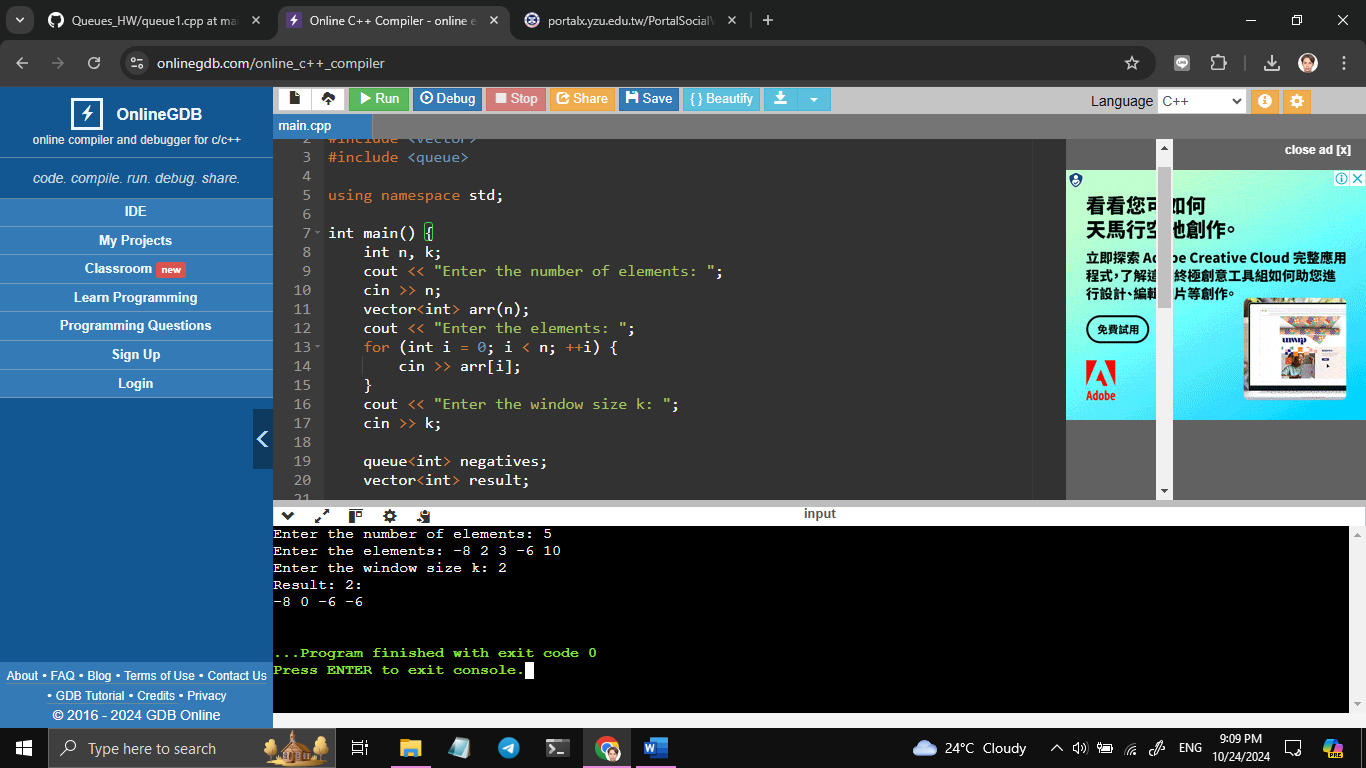 Queues_HW/queue1.cpp at ma
Online C++ Compiler - online e
portalx.yzu.edu.tw/PortalSocial
onlinegdb.com/online_c++_compiler
OnlineGDB
online compiler and debugger for c/c++
code. compile. run. debug. share.
IDE
My Projects
Classroom new
Learn Programming
Programming Questions
Sign Up
Login
About • FAQ • Blog • Terms of Use • Contact Us
• GDB Tutorial • Credits • Privacy
© 2016 - 2024 GDB Online
Run Debug Stop Share Save { } Beautify
Language C++
main.cpp
2 #include <vector>
3 #include <queue>
4
5 using namespace std;
6
7 int main() {
8 int n, k;
9 cout << "Enter the number of elements: ";
10 cin >> n;
11 vector<int> arr(n);
12 cout << "Enter the elements: ";
13 for (int i = 0; i < n; ++i) {
14 cin >> arr[i];
15 }
16 cout << "Enter the window size k: ";
17 cin >> k;
18
19 queue<int> negatives;
20 vector<int> result;
21
close ad [x]
看看您可如何
天馬行空地創作。
立即探索 Adobe Creative Cloud 完整應用
程式，了解這終極創意工具組如何助您進
行設計、編輯片等創作。
免費試用
Adobe
unwrp
input
Enter the number of elements: 5
Enter the elements: -8 2 3 -6 10
Enter the window size k: 2
Result: 2:
-8 0 -6 -6
...Program finished with exit code 0
Press ENTER to exit console.
Type here to search
24°C Cloudy
ENG
9:09 PM
10/24/2024
PRE